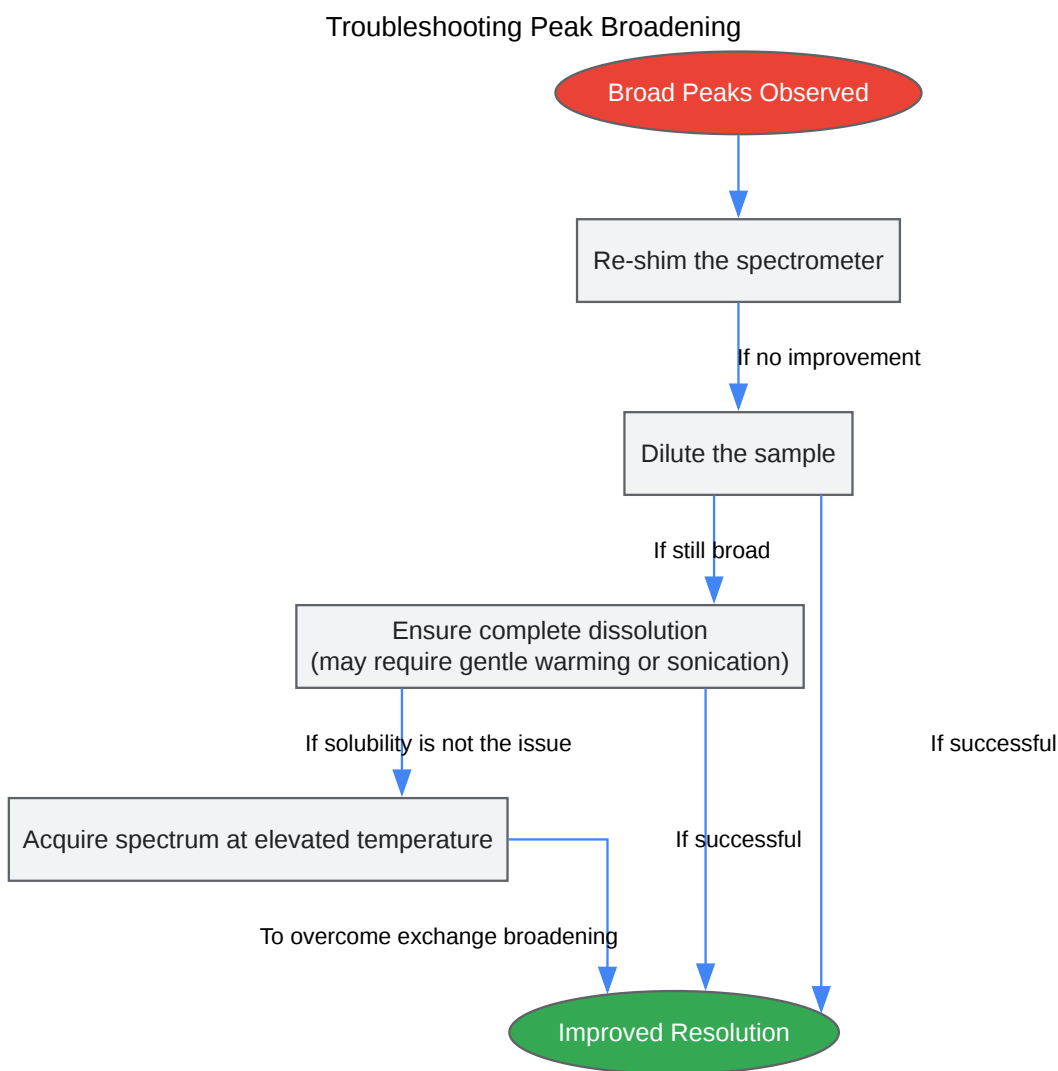 Troubleshooting Peak Broadening
Broad Peaks Observed
Re-shim the spectrometer
If no improvement
Dilute the sample
If still broad
Ensure complete dissolution
(may require gentle warming or sonication)
If solubility is not the issue
If successful
Acquire spectrum at elevated temperature
If successful
To overcome exchange broadening
Improved Resolution